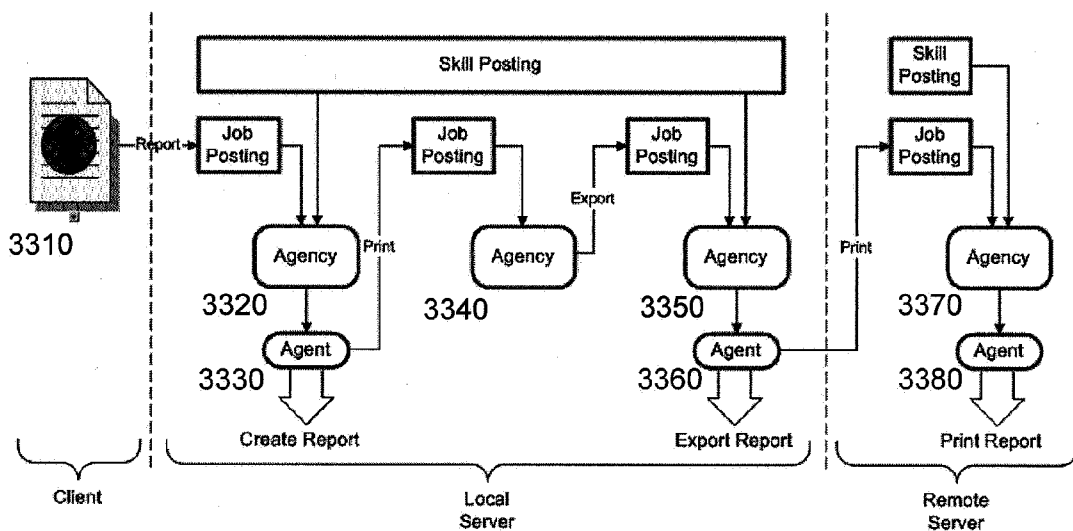 Skill Posting
Skill
Posting
Report
Job
Posting
Job
Posting
Export
Job
Posting
Job
Posting
3310
Agency
Print
Agency
Agency
Print
Agency
3320
3340
3350
3370
Agent
Agent
Agent
3330
3360
3380
Create Report
Export Report
Print Report
Client
Local
Server
Remote
Server